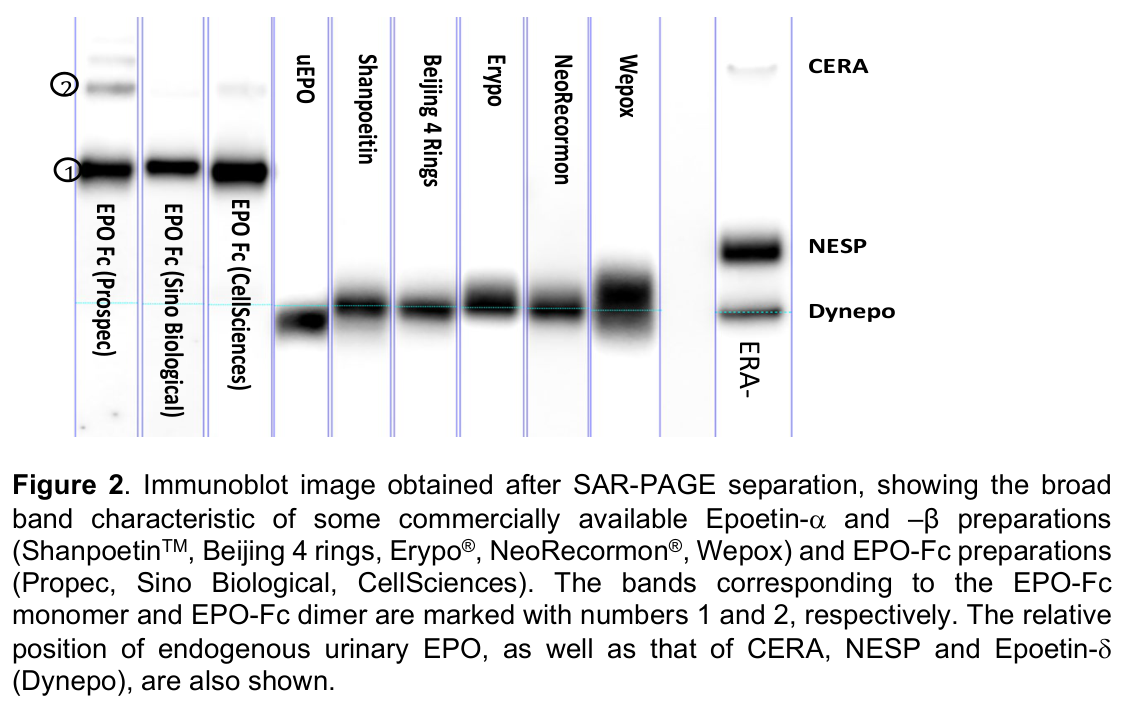 2
1
EPO Fc (Prospec)
EPO Fc (Sino Biological)
EPO Fc (CellSciences)
uEPO
Shanpoeitin
Beijing 4 Rings
Erypo
NeoRecormon
Wepox
CERA
NESP
Dynepo
ERA-
Figure 2. Immunoblot image obtained after SAR-PAGE separation, showing the broad
band characteristic of some commercially available Epoetin-α and –β preparations
(Shanpoetin™, Beijing 4 rings, Erypo®, NeoRecormon®, Wepox) and EPO-Fc preparations
(Propec, Sino Biological, CellSciences). The bands corresponding to the EPO-Fc
monomer and EPO-Fc dimer are marked with numbers 1 and 2, respectively. The relative
position of endogenous urinary EPO, as well as that of CERA, NESP and Epoetin-δ
(Dynepo), are also shown.